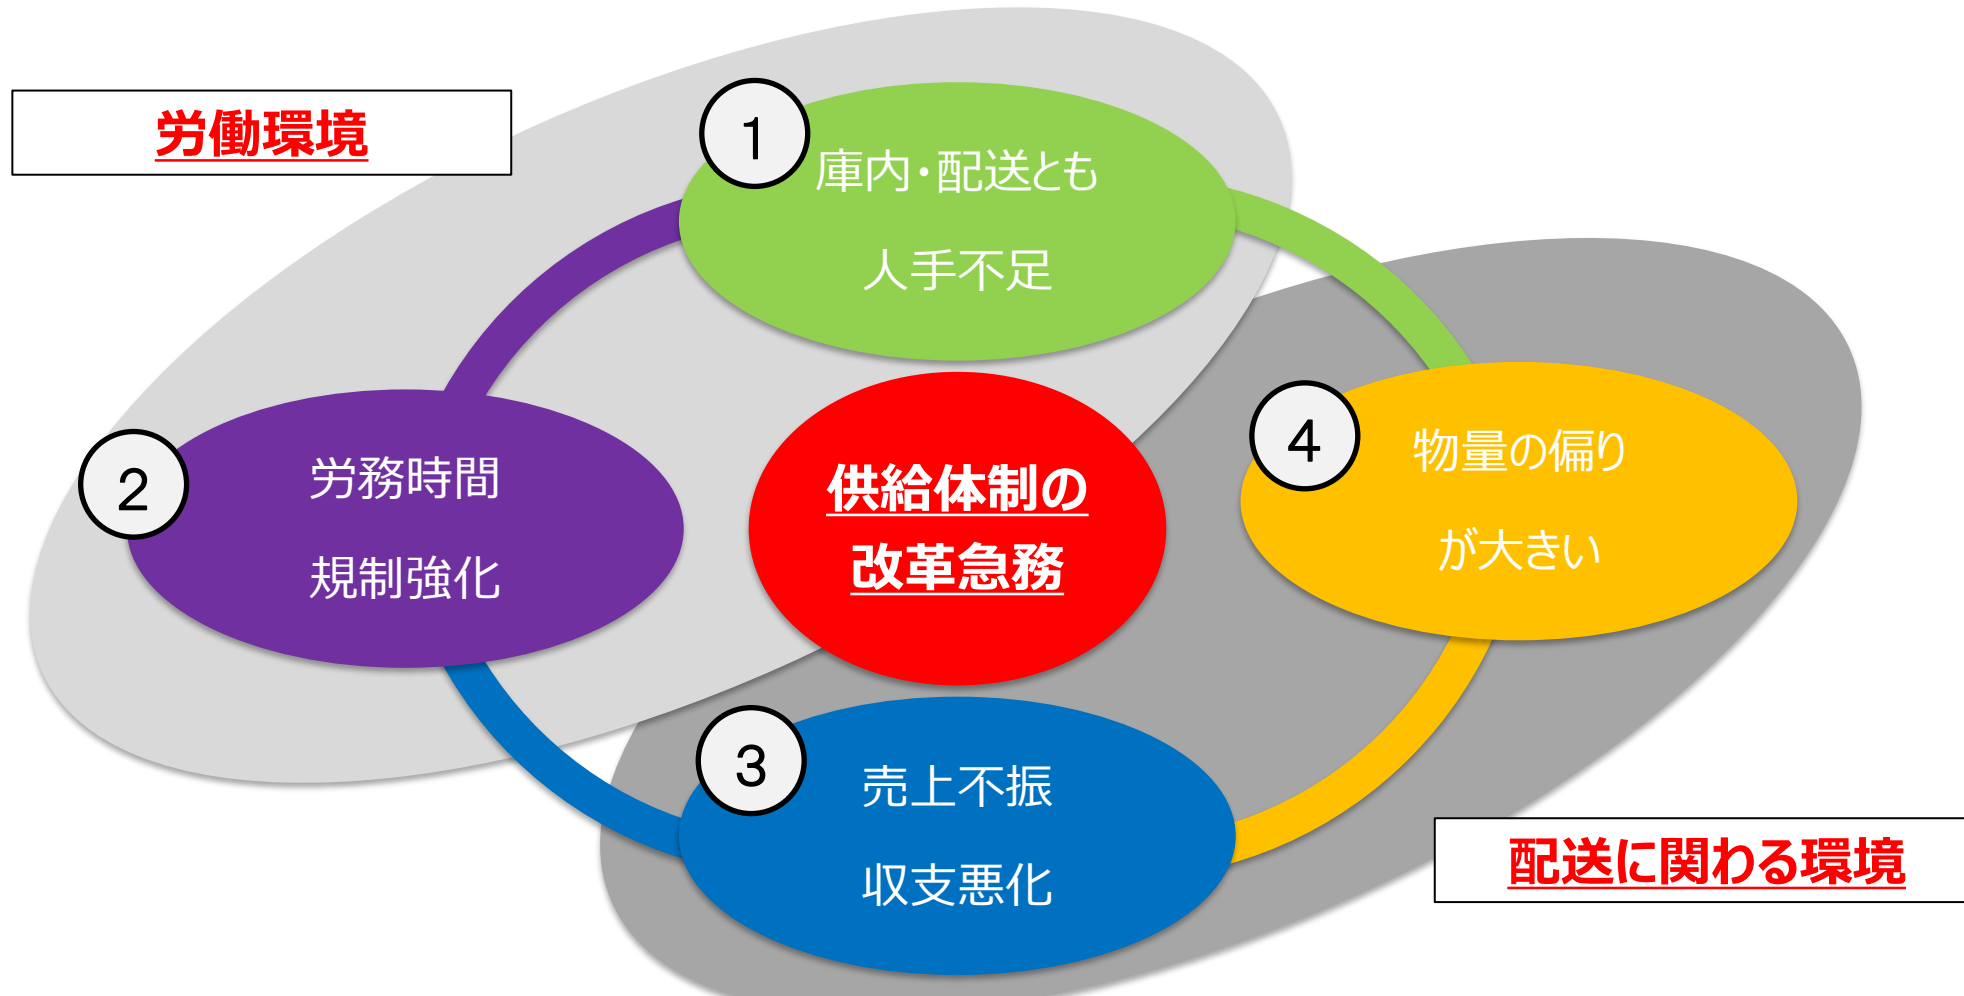 労働環境
1
庫内・配送とも
人手不足
2
労務時間
規制強化
供給体制の
改革急務
4
物量の偏り
が大きい
3
売上不振
収支悪化
配送に関わる環境